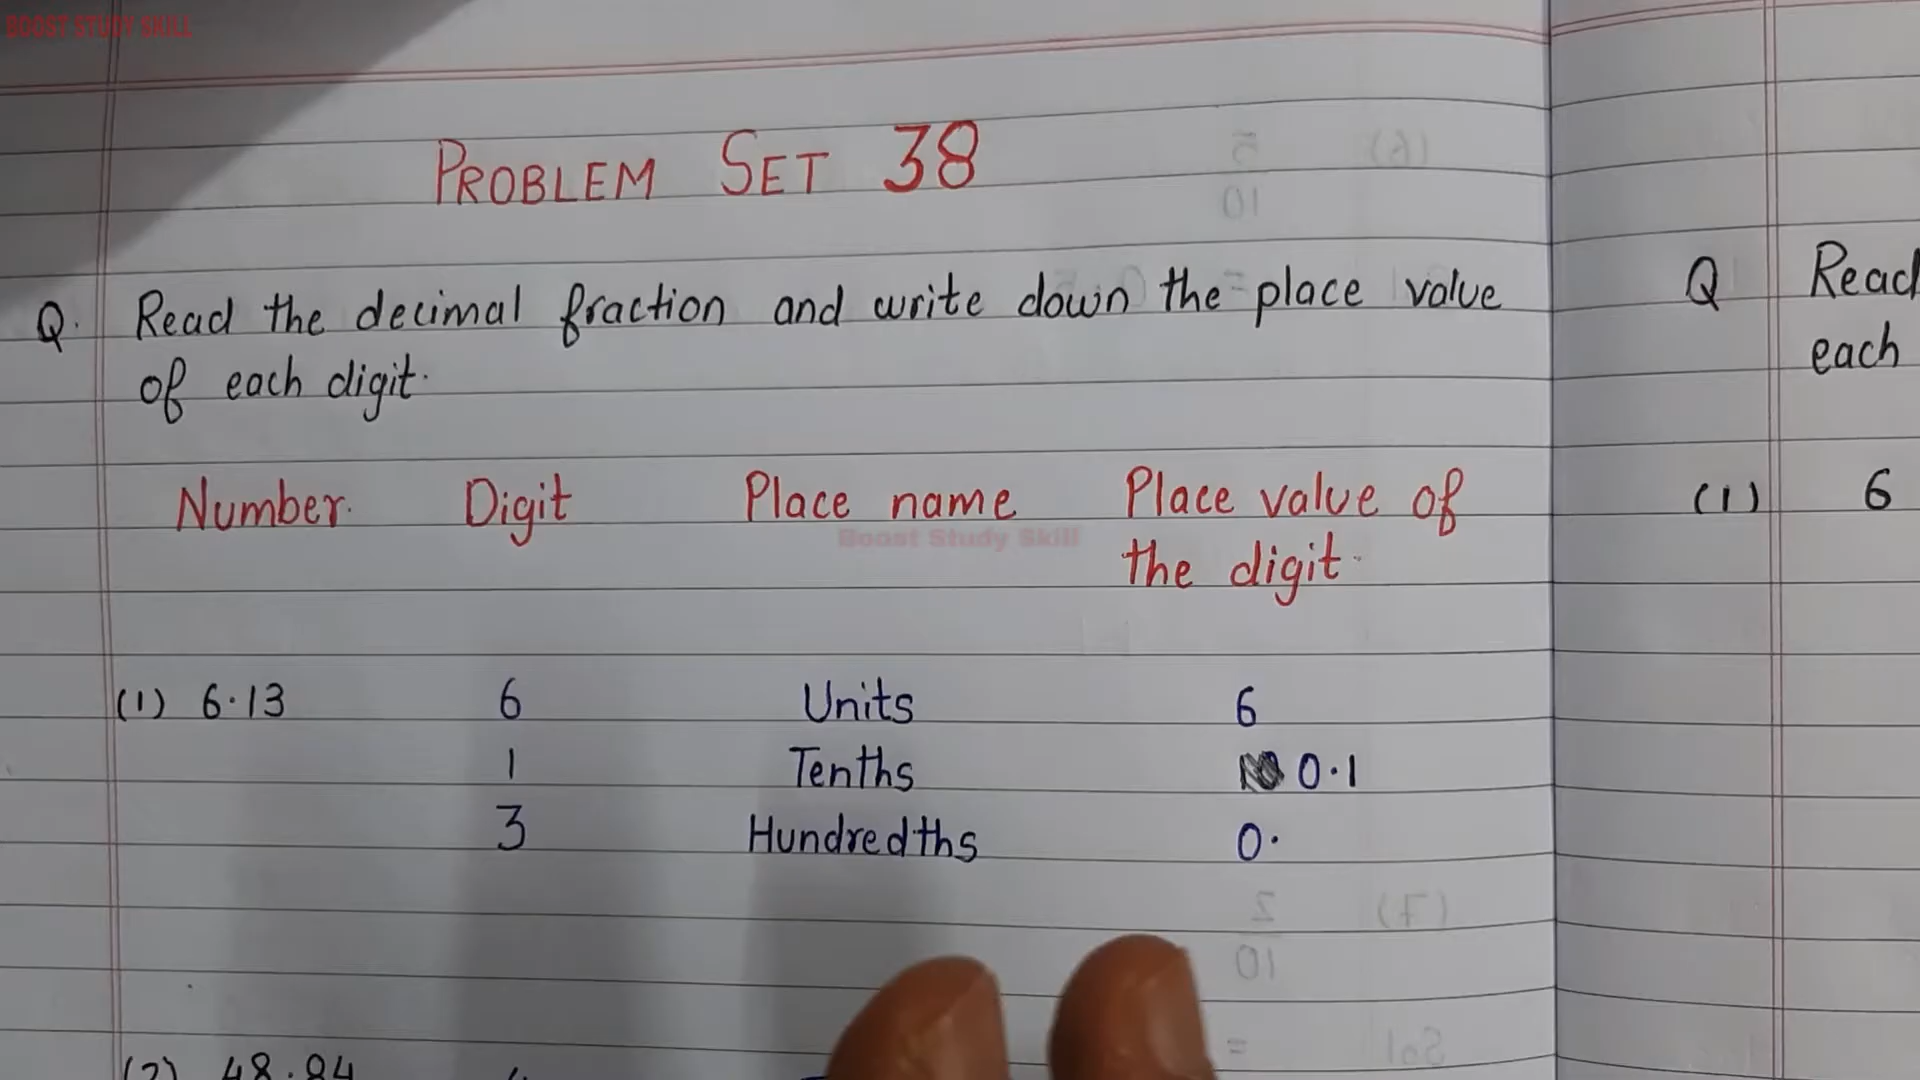 BOOST STUDY SKILL
PROBLEM SET 38
Q. Read the decimal fraction and write down the place value
of each digit.
Number. Digit Place name Place value of
the digit.
Boost Study Skill
(1) 6.13 6 Units 6
1 Tenths 0.1
3 Hundredths 0.
(2) 48.84
Q Read
each
(1) 6